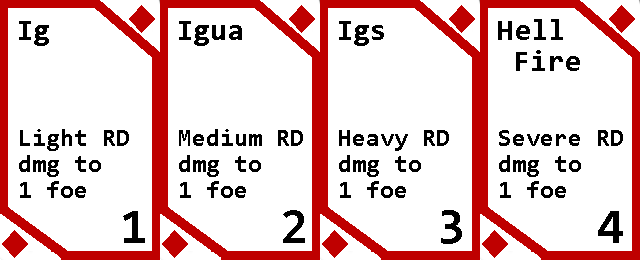 Ig
Light RD
dmg to
1 foe
1
Igua
Medium RD
dmg to
1 foe
2
Igs
Heavy RD
dmg to
1 foe
3
Hell
Fire
Severe RD
dmg to
1 foe
4